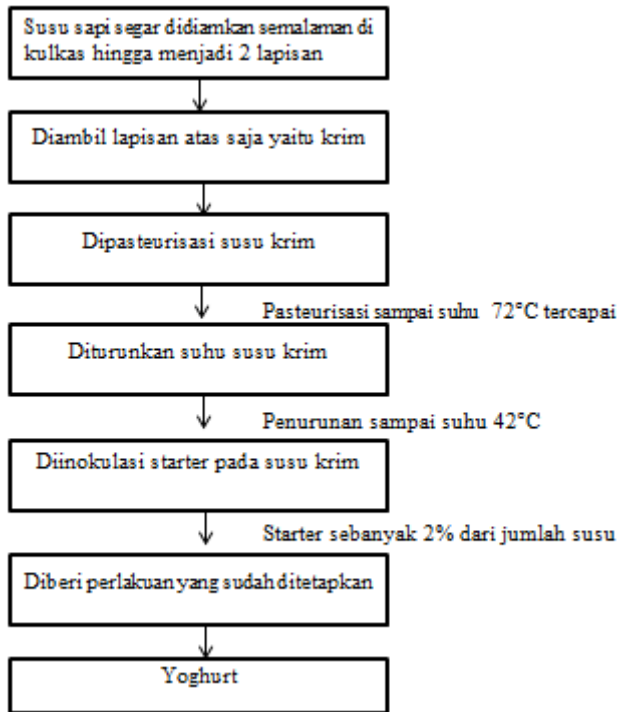 Susu sapi segar didiamkan semalaman di
kulkas hingga menjadi 2 lapisan
Diambil lapisan atas saja yaitu krim
Dipasteurisasi susu krim
Pasteurisasi sampai suhu 72°C tercapai
Diturunkan suhu susu krim
Penurunan sampai suhu 42°C
Diinokulasi starter pada susu krim
Starter sebanyak 2% dari jumlah susu
Diberi perlakuan yang sudah ditetapkan
Yoghurt